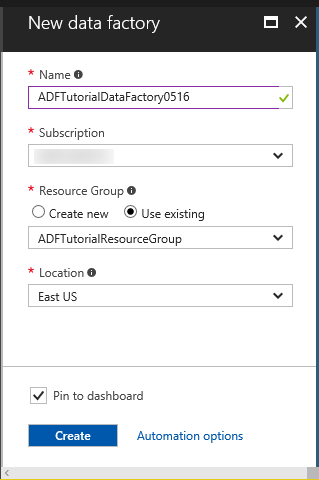 New data factory
* Name
ADFTutorialDataFactory0516
* Subscription
* Resource Group
Create new Use existing
ADFTutorialResourceGroup
* Location
East US
Pin to dashboard
Create Automation options